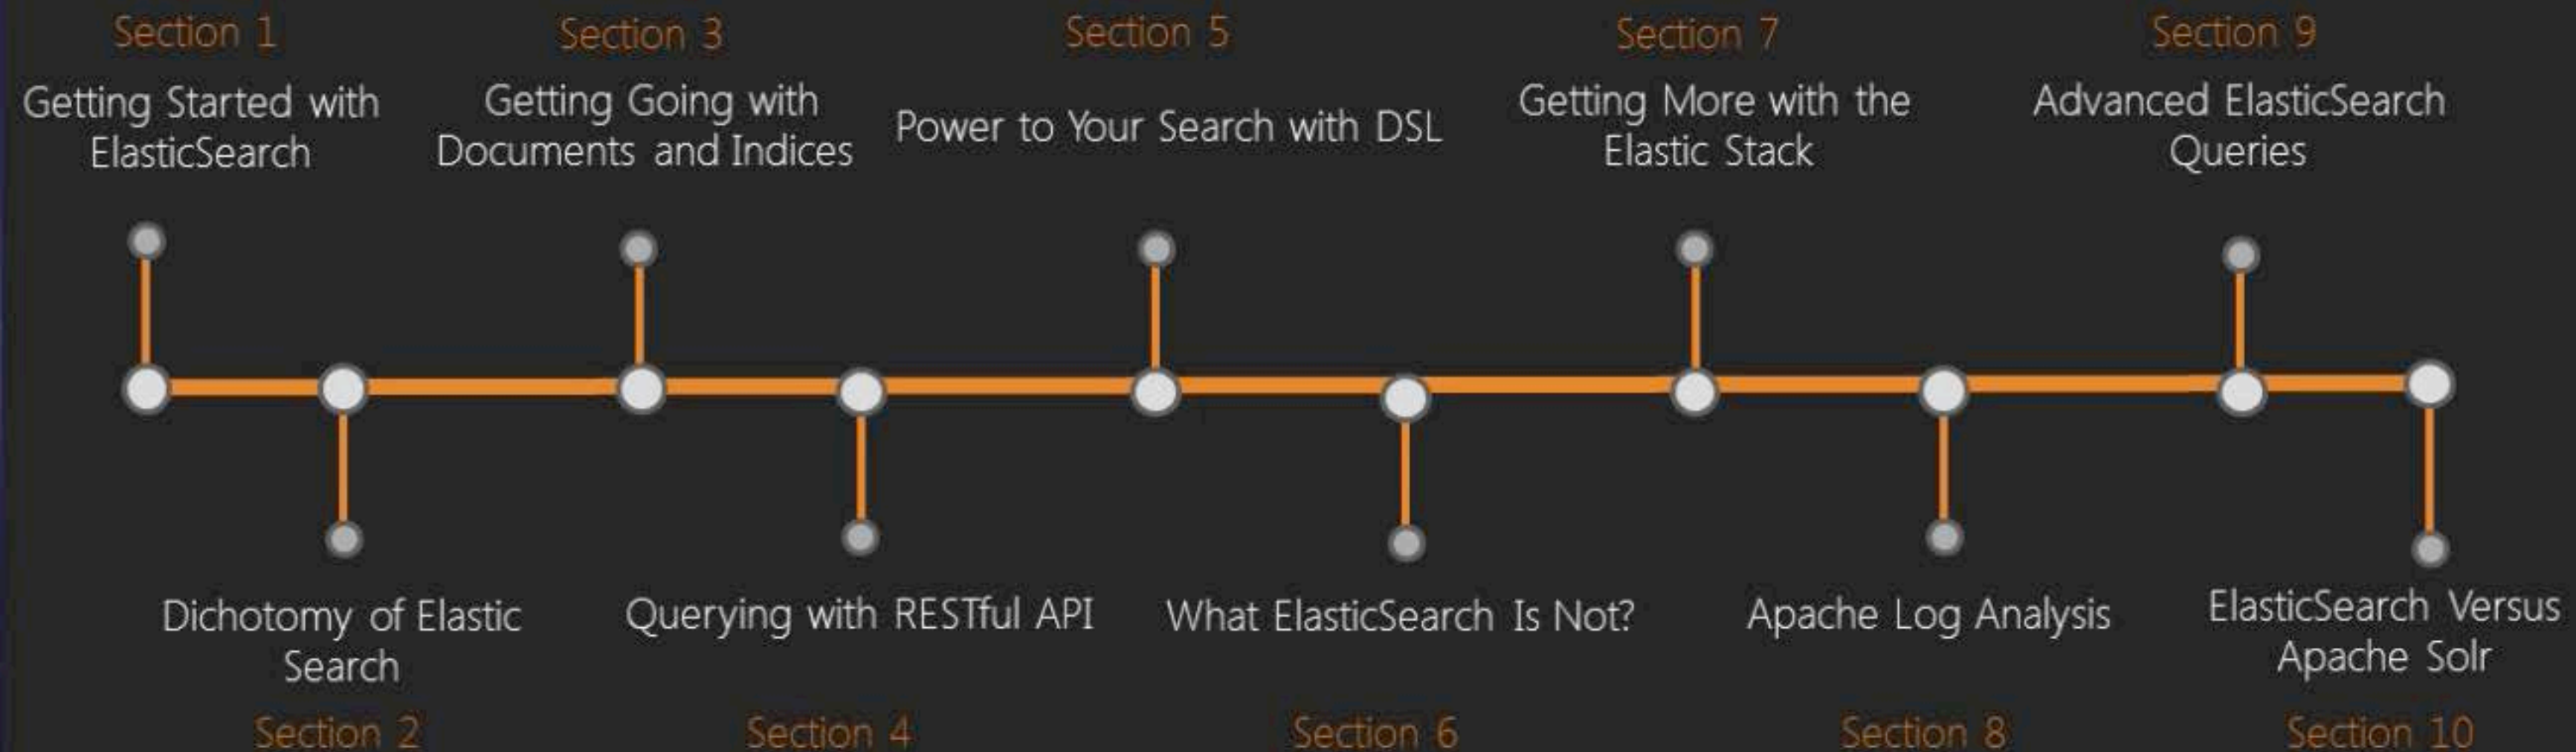 Section 1
Getting Started with
ElasticSearch
Section 3
Getting Going with
Documents and Indices
Section 5
Power to Your Search with DSL
Section 7
Getting More with the
Elastic Stack
Section 9
Advanced ElasticSearch
Queries
Dichotomy of Elastic
Search
Section 2
Querying with RESTful API
Section 4
What ElasticSearch Is Not?
Section 6
Apache Log Analysis
Section 8
ElasticSearch Versus
Apache Solr
Section 10